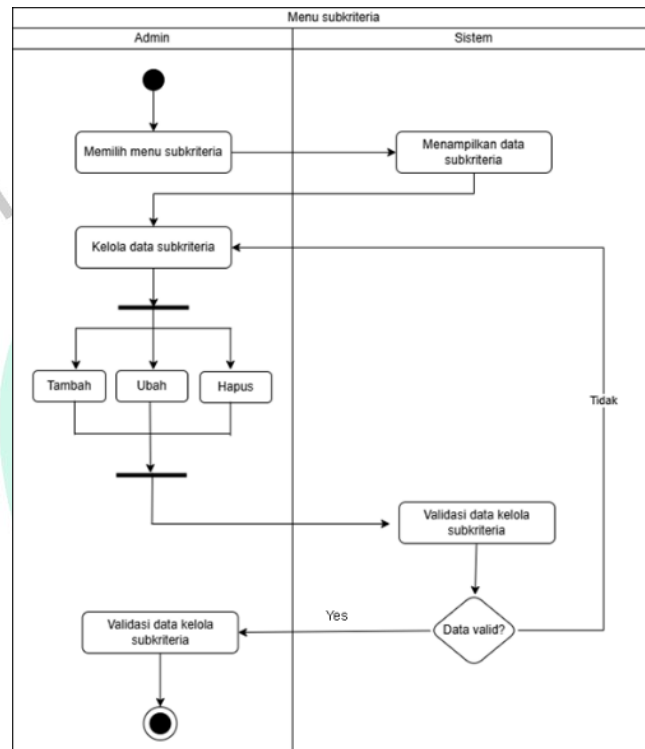 Menu subkriteria
Admin
Sistem
Memilih menu subkriteria
Menampilkan data
subkriteria
Kelola data subkriteria
Tambah
Ubah
Hapus
Tidak
Validasi data kelola
subkriteria
Data valid?
Yes
Validasi data kelola
subkriteria